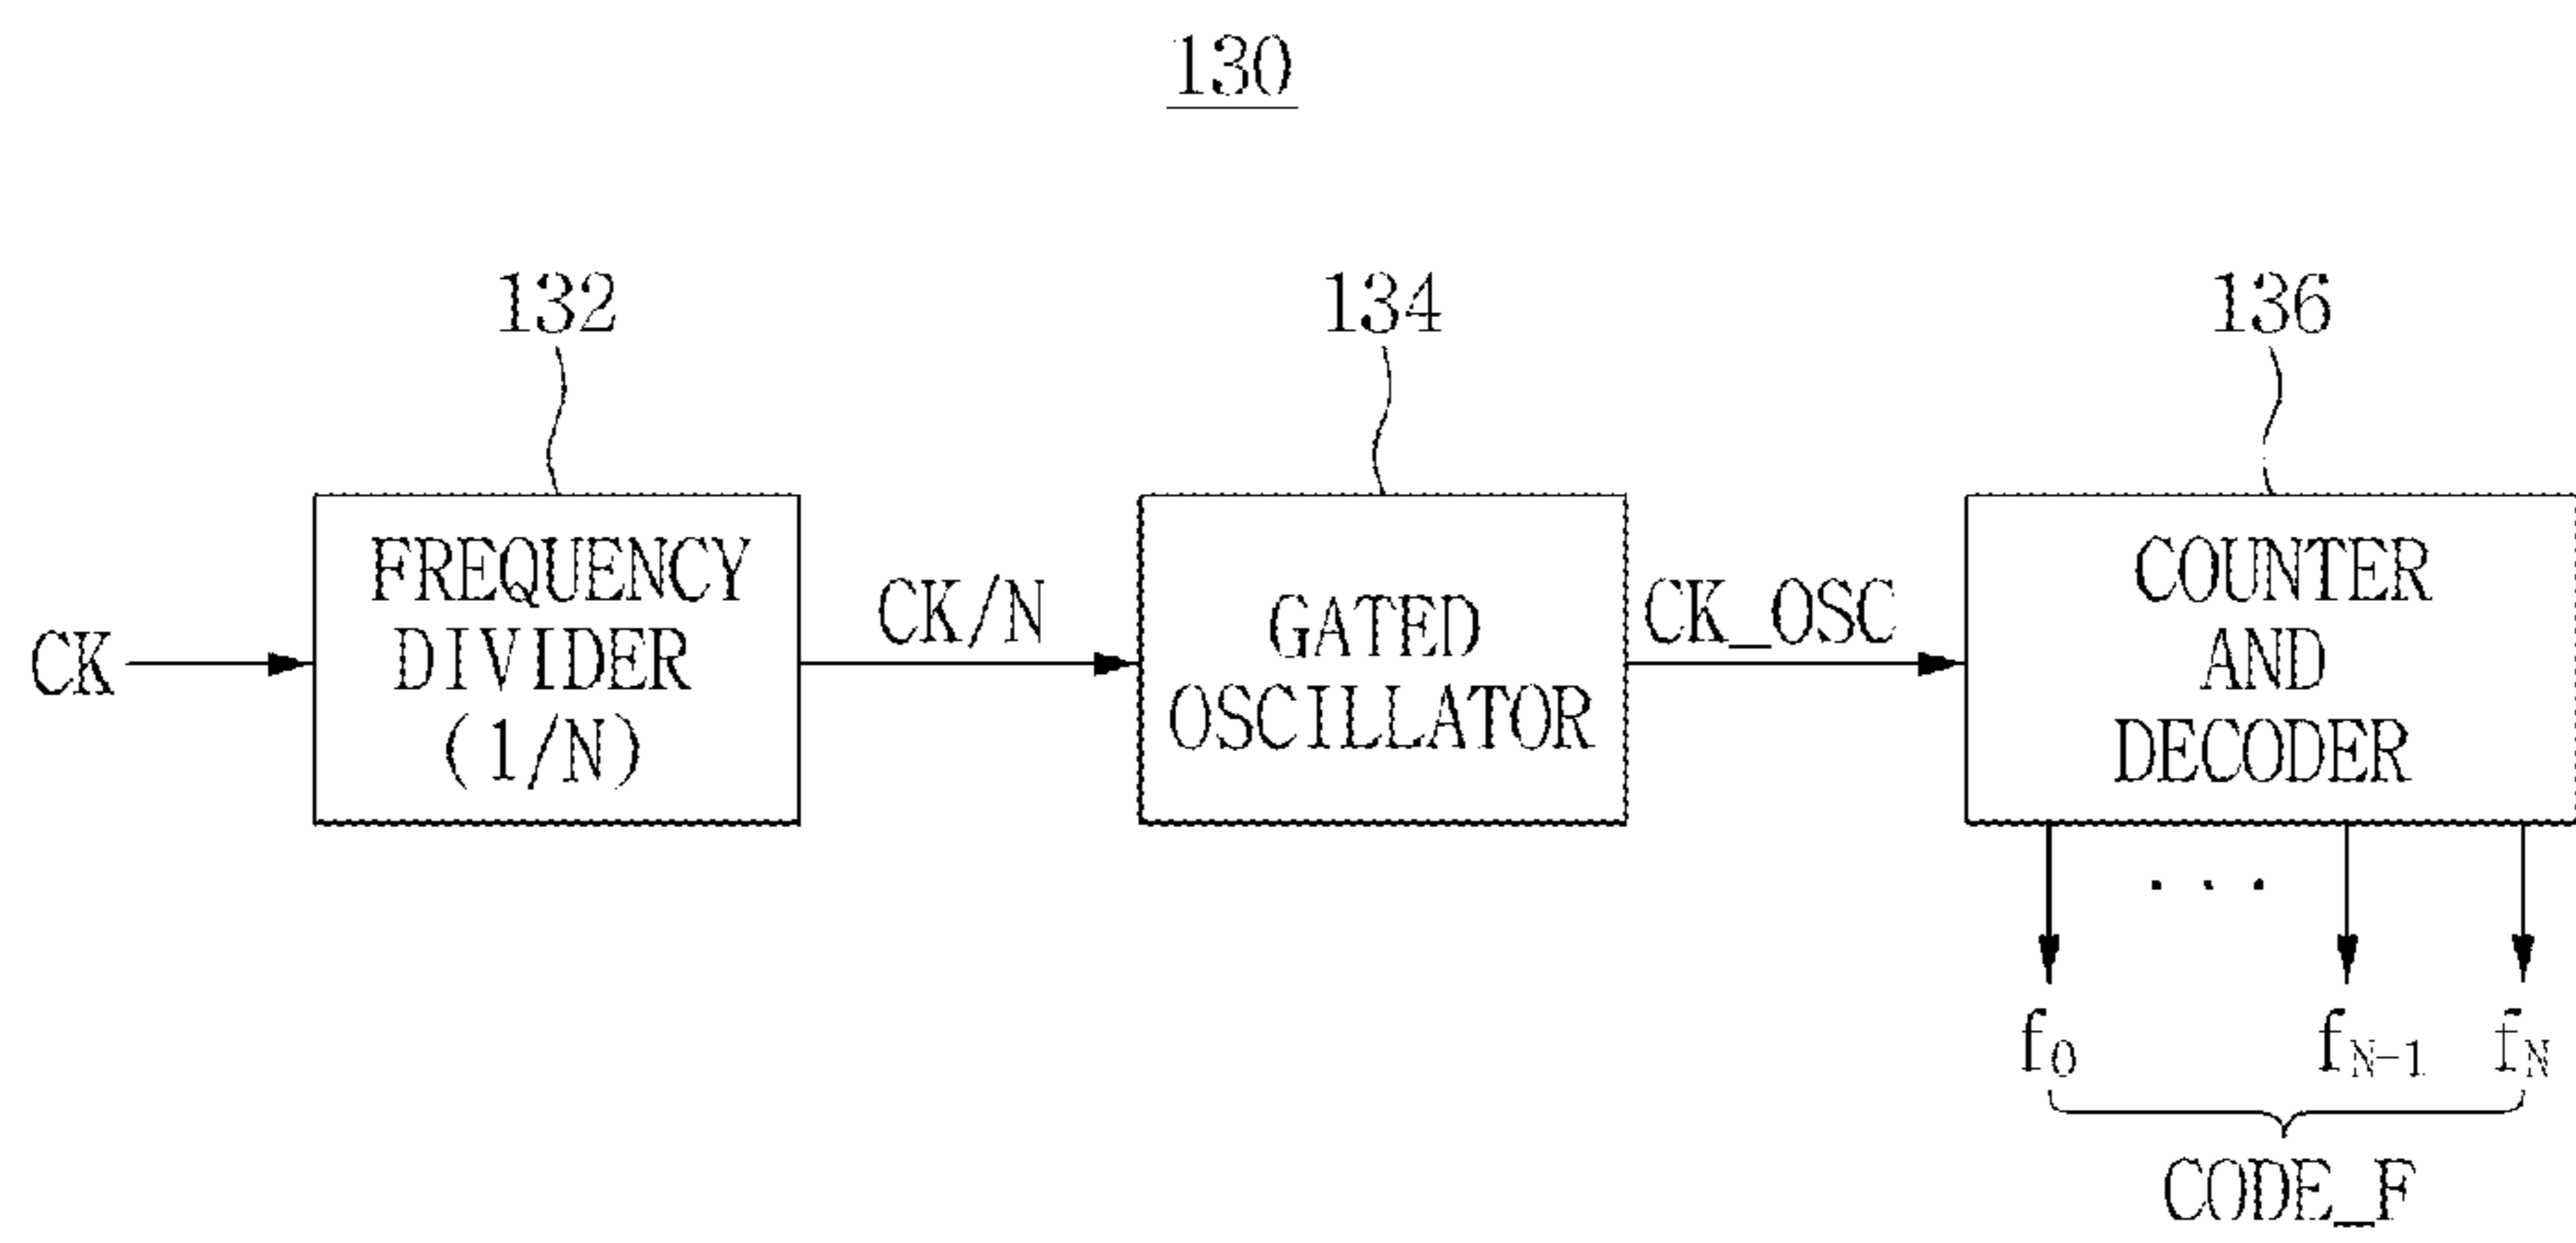 130
132
134
136
CK
FREQUENCY
DIVIDER
(1/N)
CK/N
GATED
OSCILLATOR
CK_OSC
COUNTER
AND
DECODER
. . .
f0
fN-1
fN
CODE_F